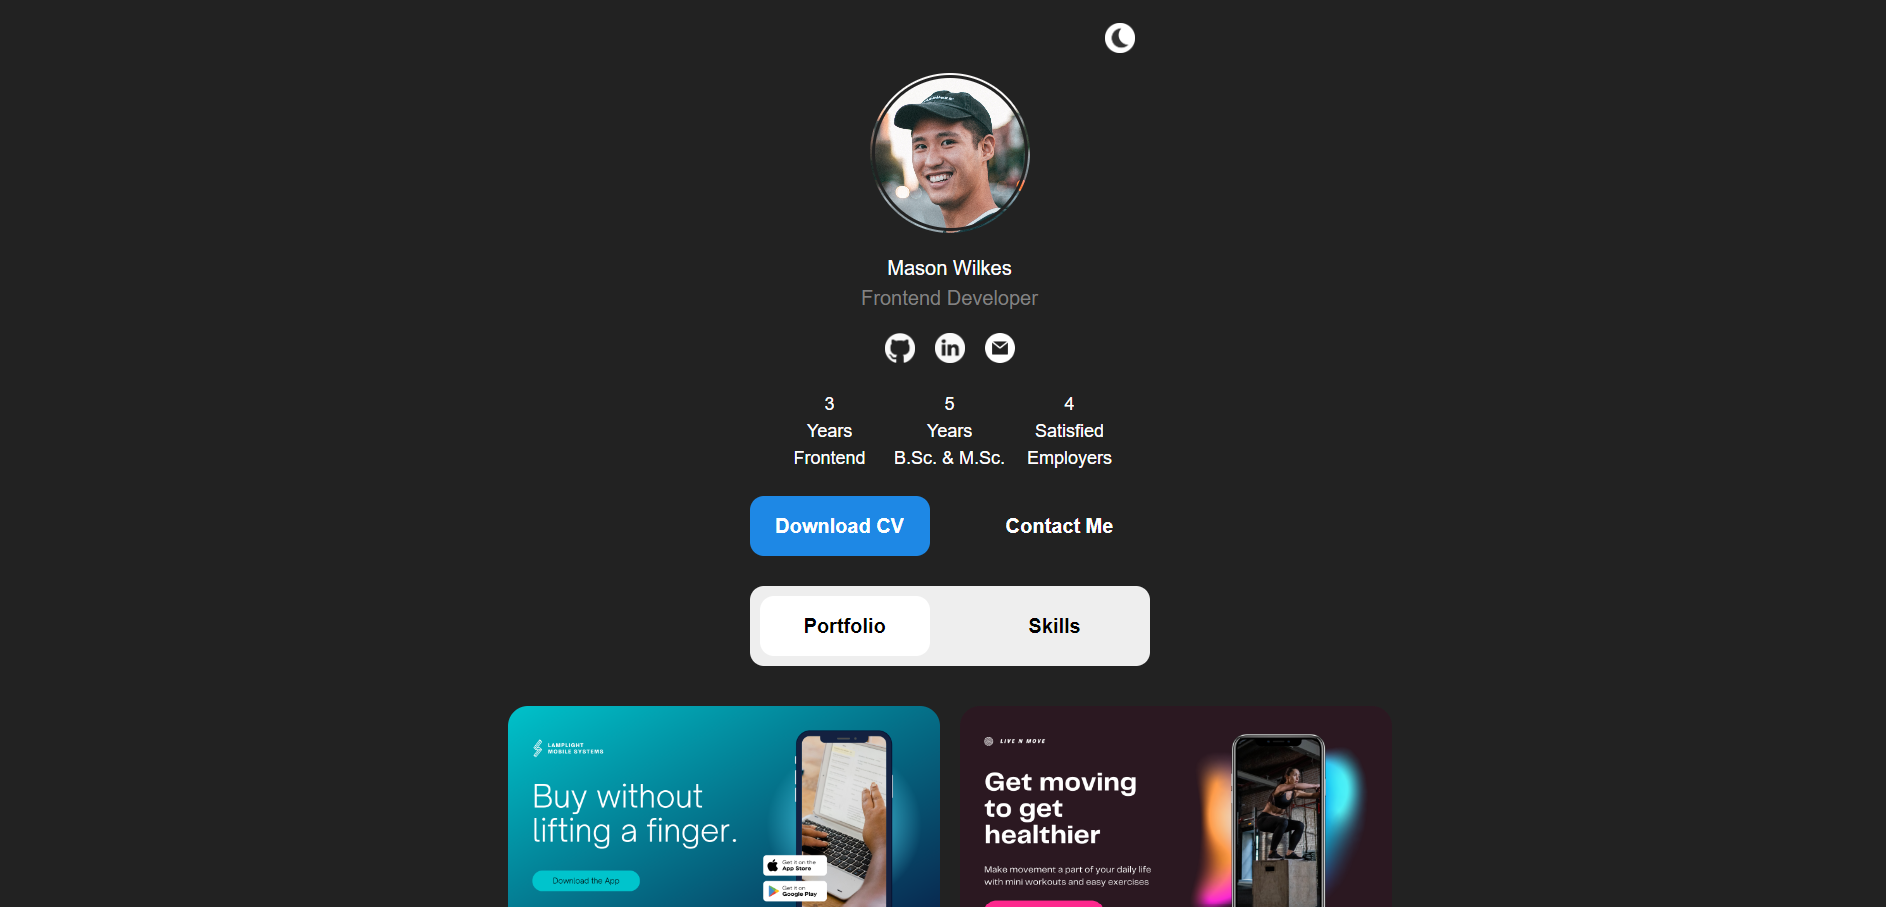 Mason Wilkes
Frontend Developer
in
3
Years
Frontend
5
Years
B.Sc. & M.Sc.
4
Satisfied
Employers
Download CV
Contact Me
Portfolio
Skills
LAMPLIGHT
MOBILE SYSTEMS
Buy without
lifting a finger.
Download the App
Get it on the
App Store
Get it on
Google Play
LIVE N MOVE
Get moving
to get
healthier
Make movement a part of your daily life
with mini workouts and easy exercises